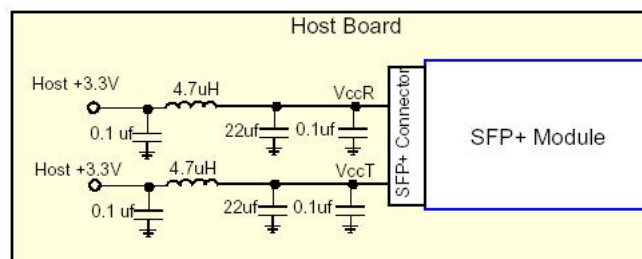 Host Board
Host +3.3V
4.7uH
VccR
0.1 uf
22uf
0.1uf
Host +3.3V
4.7uH
VccT
0.1 uf
22uf
0.1uf
SFP+ Connector
SFP+ Module